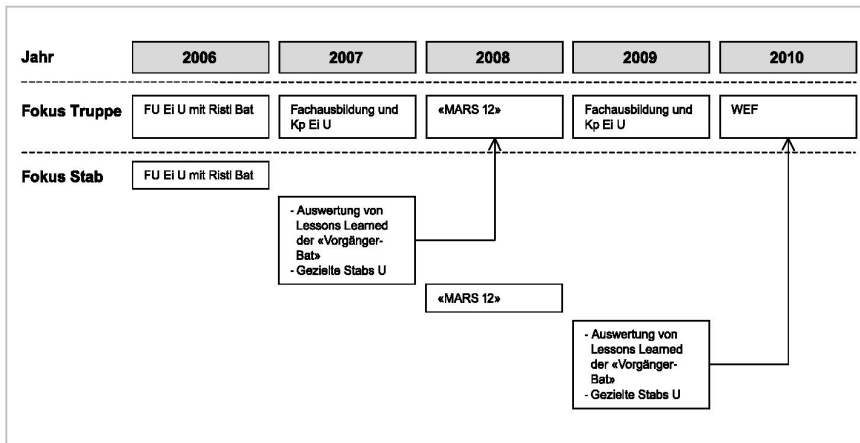 Jahr 2006 2007 2008 2009 2010
Fokus Truppe
FU Ei U mit Ristl Bat
Fachausbildung und
Kp Ei U
«MARS 12»
Fachausbildung und
Kp Ei U
WEF
Fokus Stab
FU Ei U mit Ristl Bat
- Auswertung von
Lessons Learned
der «Vorgänger-
Bat»
- Gezielte Stabs U
«MARS 12»
- Auswertung von
Lessons Learned
der «Vorgänger-
Bat»
- Gezielte Stabs U